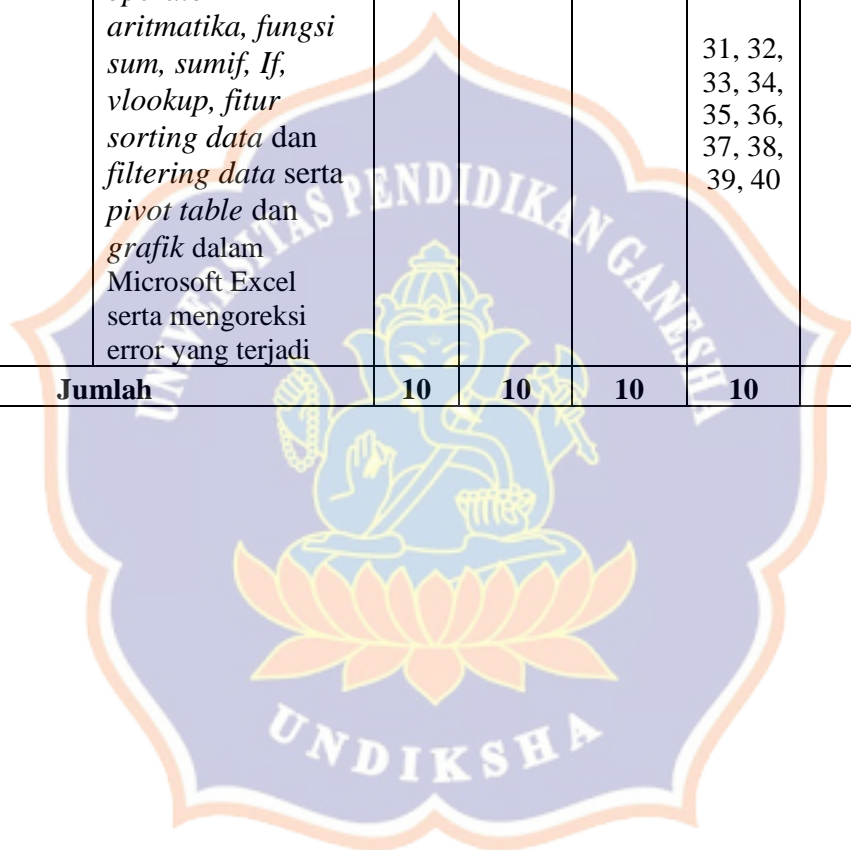 aritmatika, fungsi
sum, sumif, If,
vlookup, fitur
sorting data dan
filtering data serta
pivot table dan
grafik dalam
Microsoft Excel
serta mengoreksi
error yang terjadi
31, 32,
33, 34,
35, 36,
37, 38,
39, 40
Jumlah 10 10 10 10
UNIVERSITAS PENDIDIKAN GANESHA
UNDIKSHA